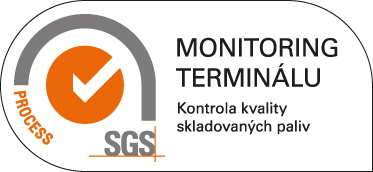 PROCESS
SGS
MONITORING
TERMINÁLU
Kontrola kvality
skladovaných paliv